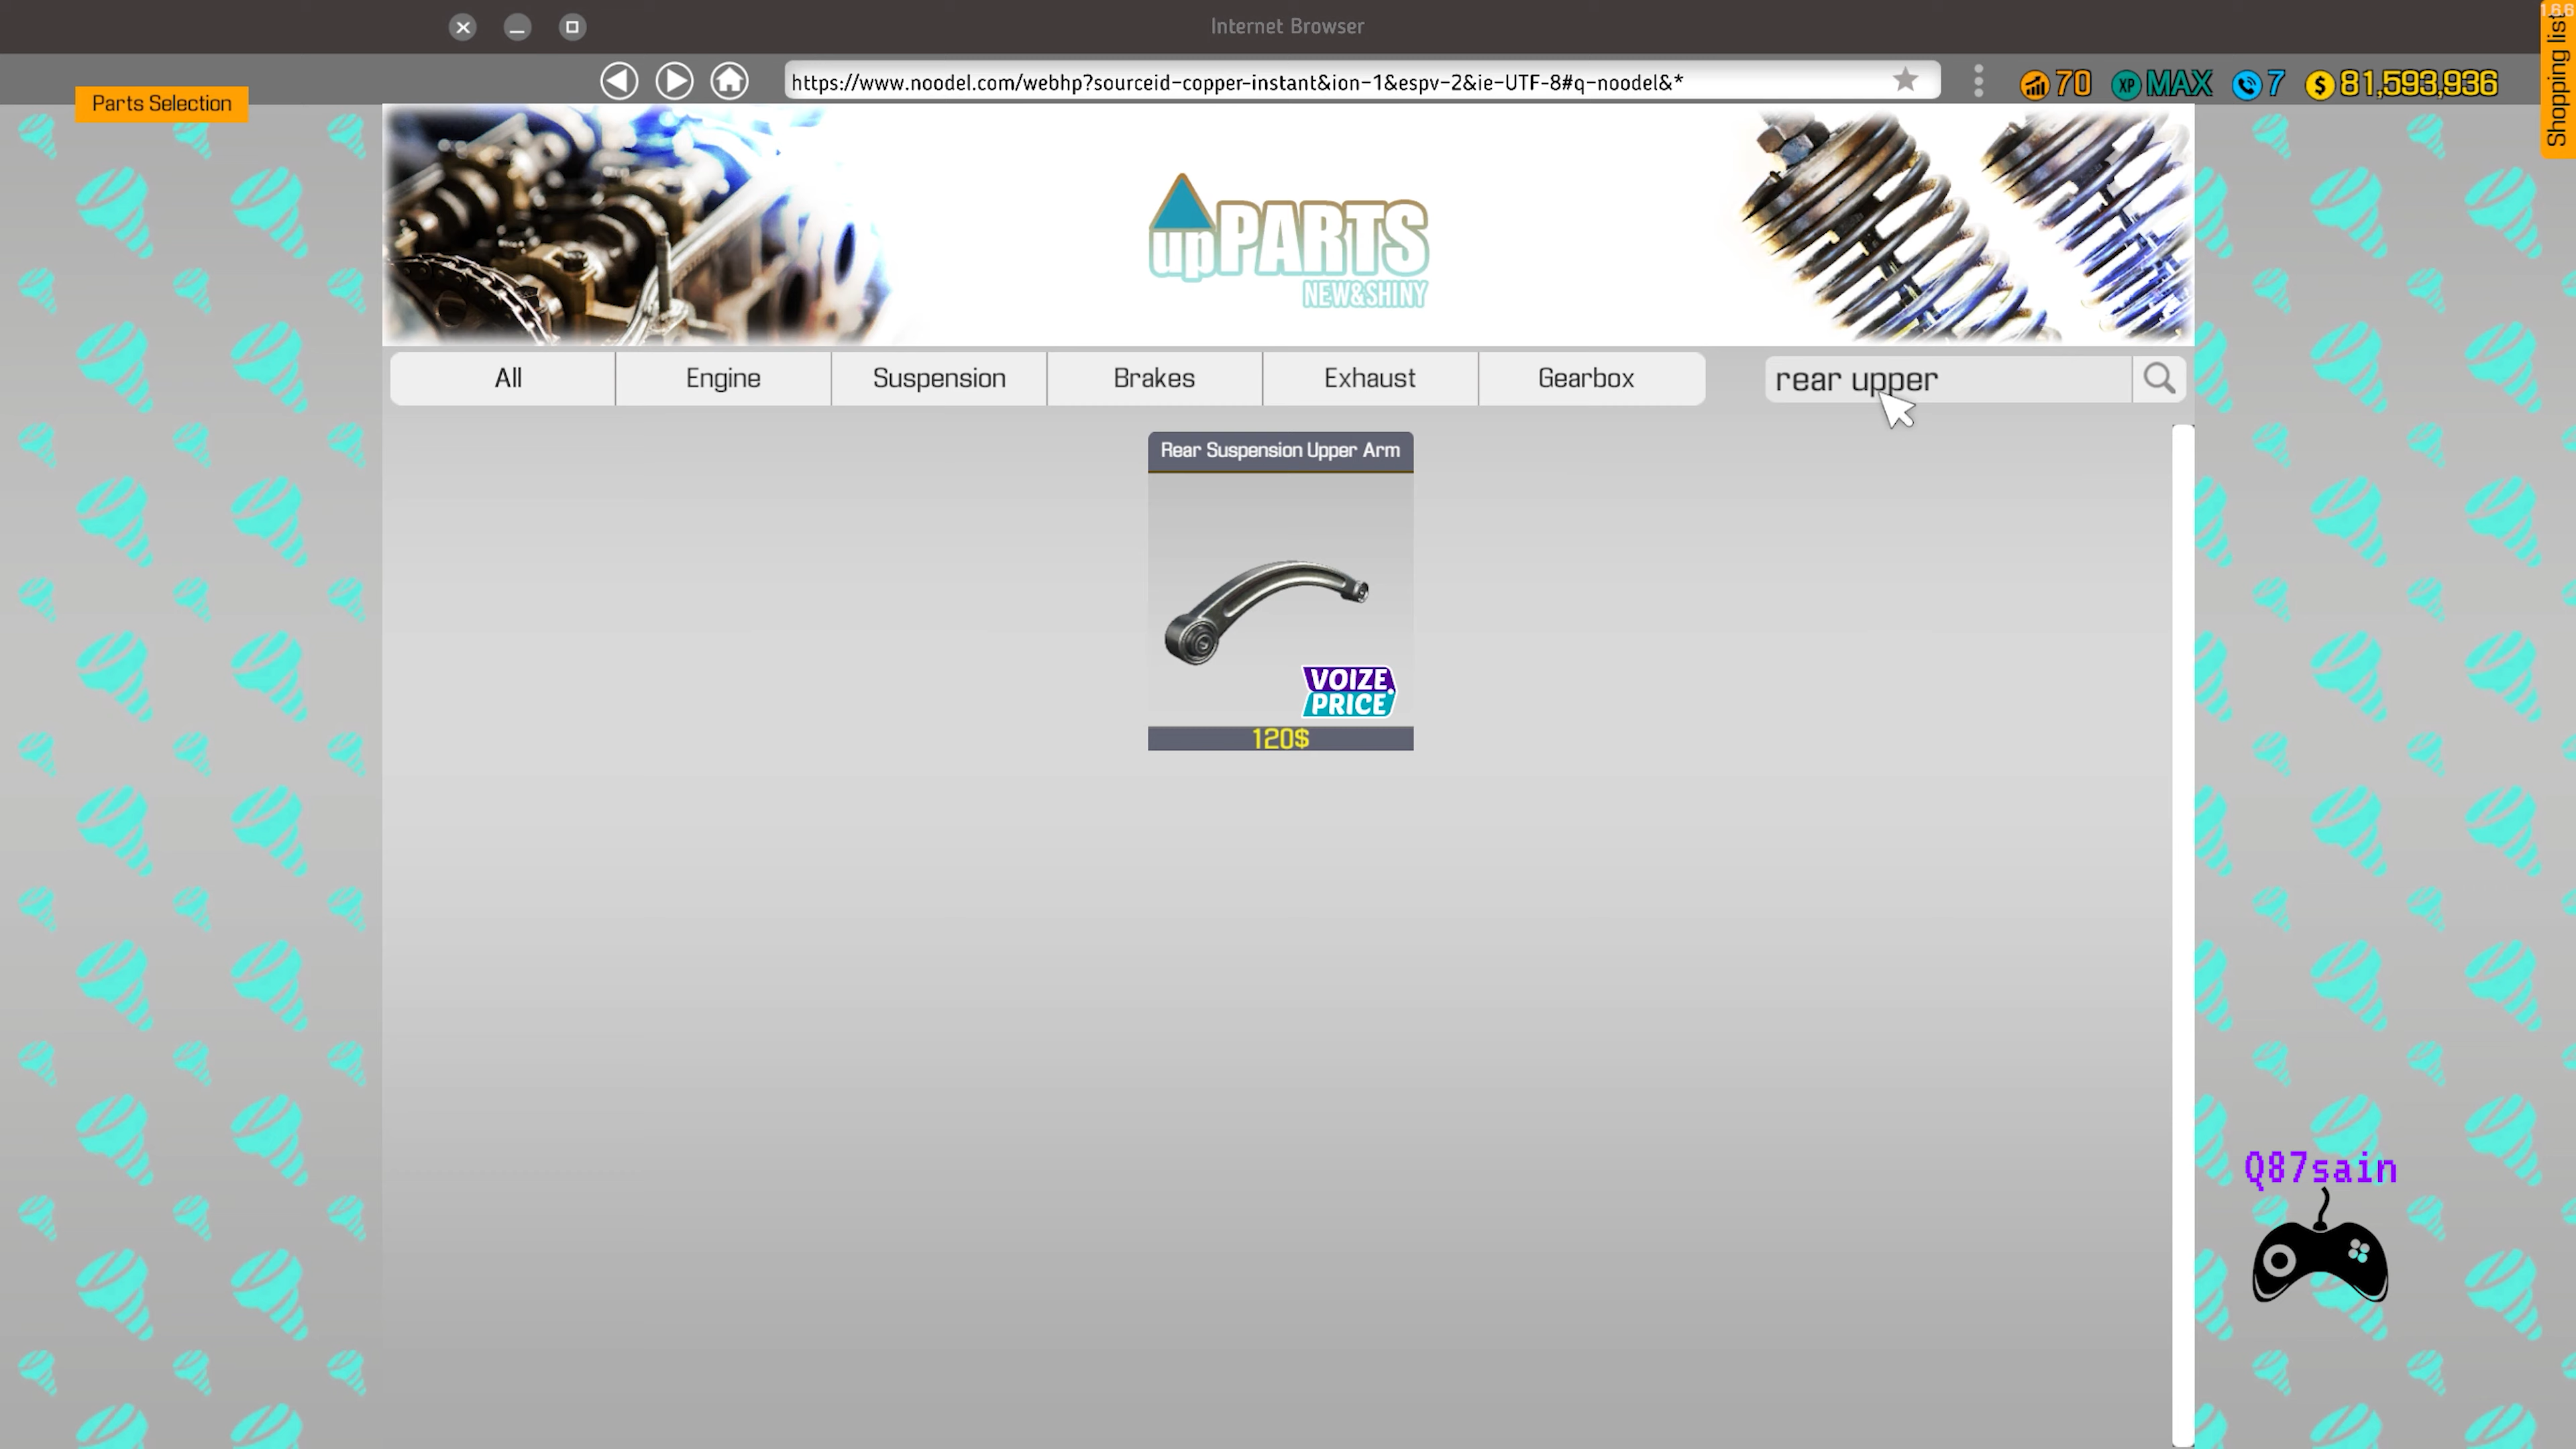 Internet Browser
186
Shopping list
https://www.noodel.com/webhp?sourceid-copper-instant&ion-1&espv-2&ie-UTF-8#q-noodel&*
70
XP MAX
7
$ 81,593,936
Parts Selection
upPARTS
NEW&SHINY
All
Engine
Suspension
Brakes
Exhaust
Gearbox
rear upper
Rear Suspension Upper Arm
VOIZE.
PRICE
120$
Q87sain